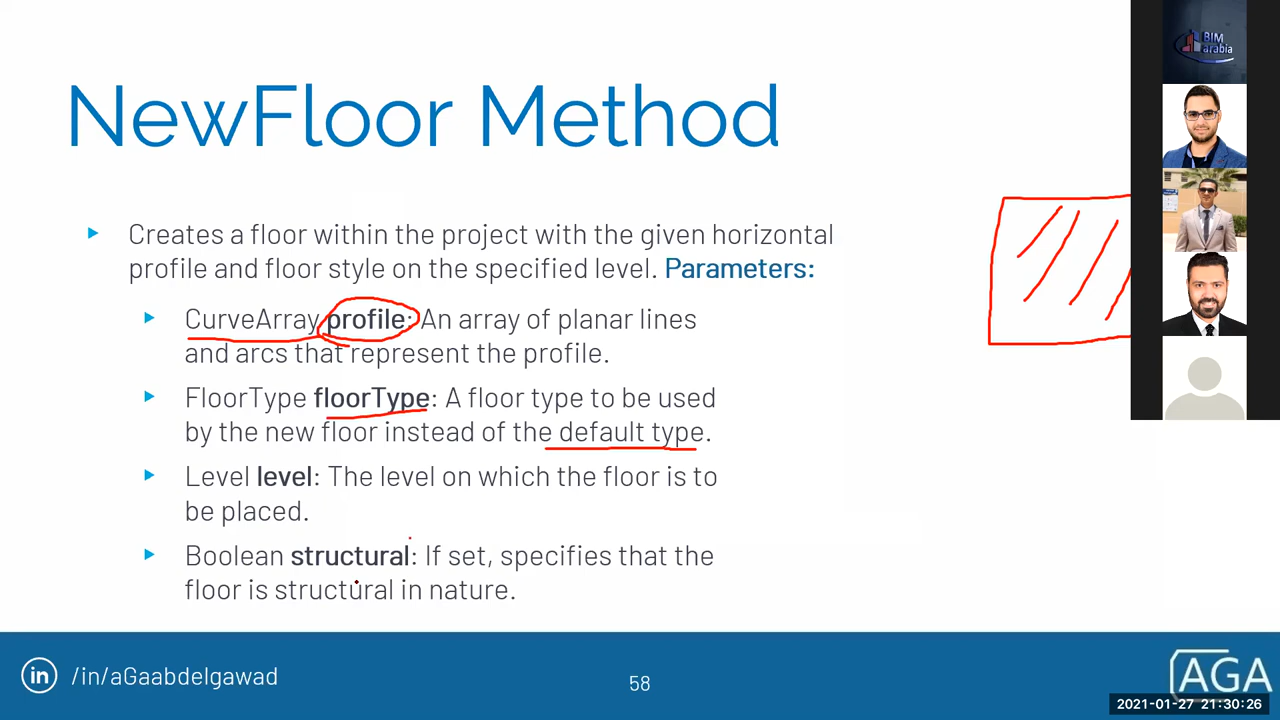 BIM
arabia
NewFloor Method
Creates a floor within the project with the given horizontal
profile and floor style on the specified level. Parameters:
CurveArray profile: An array of planar lines
and arcs that represent the profile.
FloorType floorType: A floor type to be used
by the new floor instead of the default type.
Level level: The level on which the floor is to
be placed.
Boolean structural: If set, specifies that the
floor is structural in nature.
in /in/aGaabdelgawad
58
AGA
2021-01-27 21:30:26